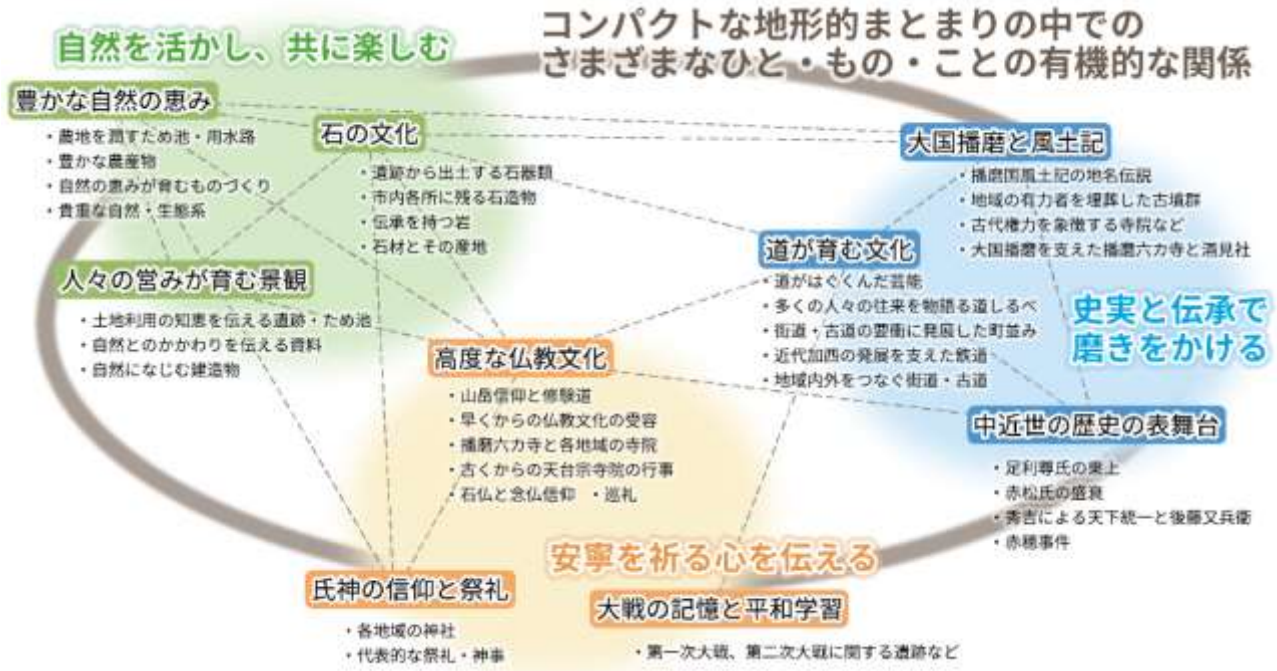 コンパクトな地形的まとまりの中での
さまざまなひと・もの・ことの有機的な関係
自然を活かし、共に楽しむ
豊かな自然の恵み
・農地を潤すため池・用水路
・豊かな農産物
・自然の恵みが育むものづくり
・貴重な自然・生態系
石の文化
・遺跡から出土する石器類
・市内各所に残る石造物
・伝承を持つ岩
・石材とその産地
人々の営みが育む景観
・土地利用の知恵を伝える遺跡・ため池
・自然とのかかわりを伝える資料
・自然になじむ建造物
大国播磨と風土記
・播磨国風土記の地名伝説
・地域の有力者を埋葬した古墳群
・古代権力を象徴する寺院など
・大国播磨を支えた播磨六カ寺と酒見社
道が育む文化
・道がはぐくんだ芸能
・多くの人々の往来を物語る道しるべ
・街道・古道の要衝に発展した町並み
・近代加西の発展を支えた鉄道
・地域内外をつなぐ街道・古道
史実と伝承で
磨きをかける
中近世の歴史の表舞台
・足利尊氏の東上
・赤松氏の盛衰
・秀吉による天下統一と後藤又兵衛
・赤穂事件
高度な仏教文化
・山岳信仰と修験道
・早くからの仏教文化の受容
・播磨六カ寺と各地域の寺院
・古くからの天台宗寺院の行事
・石仏と念仏信仰 ・巡礼
安寧を祈る心を伝える
氏神の信仰と祭礼
・各地域の神社
・代表的な祭礼・神事
大戦の記憶と平和学習
・第一次大戦、第二次大戦に関する遺跡など